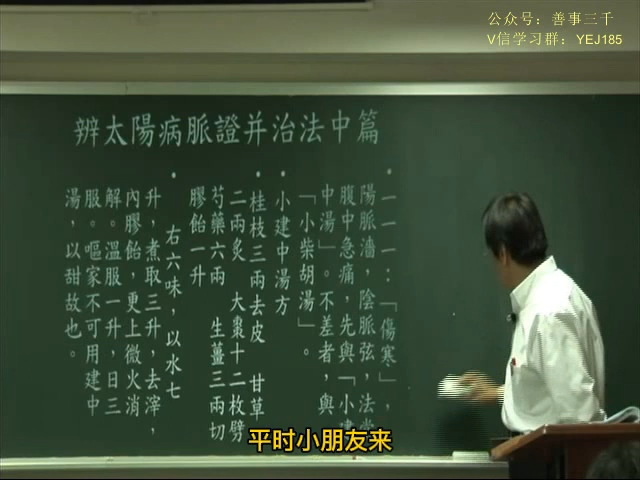 公众号：善事三千
V信学习群：YEJ185
辨太陽病脈證并治法中篇
・一一一：「傷寒」，
陽脈濇，陰脈弦，法當
腹中急痛，先與「小建
中湯」。不差者，與
「小柴胡湯」。
・小建中湯方
・桂枝三兩去皮　甘草
二兩炙　大棗十二枚劈
芍藥六兩　生薑三兩切
膠飴一升
・右六味，以水七
升，煮取三升，去滓，
內膠飴，更上微火消
解。溫服一升，日三
服。嘔家不可用建中
湯，以甜故也。
平时小朋友来